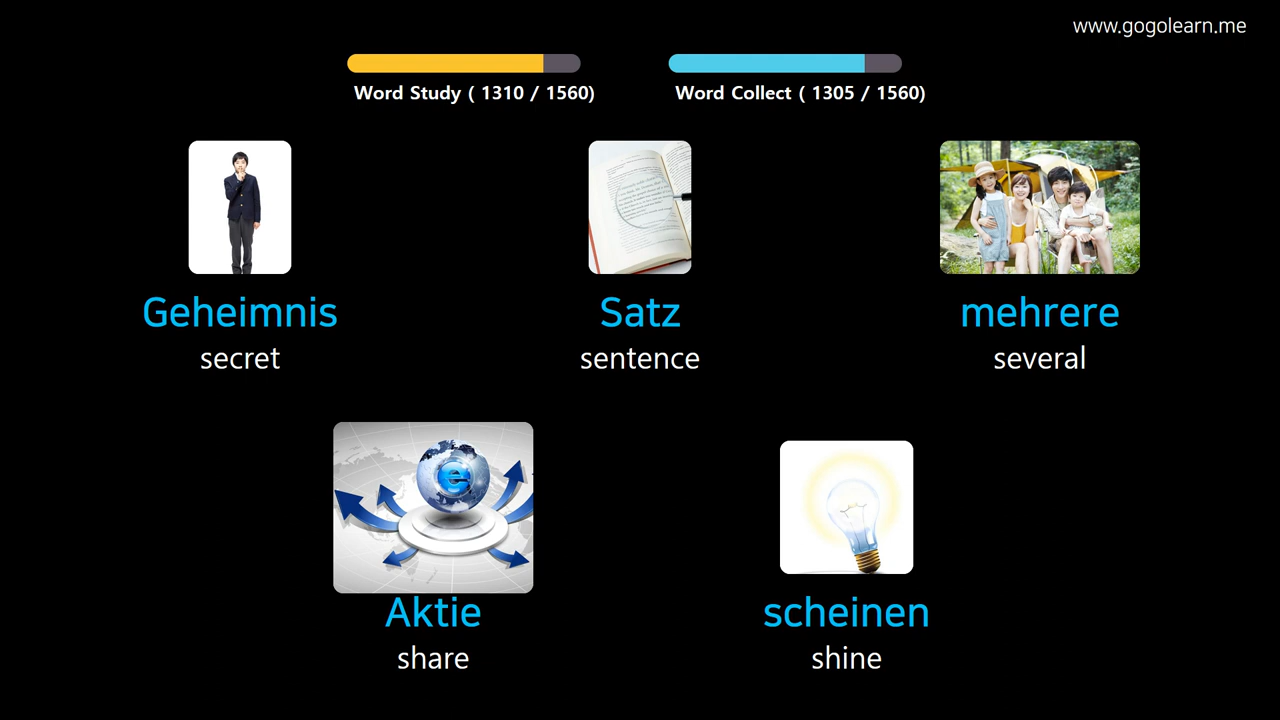 www.gogolearn.me
Word Study ( 1310 / 1560)
Word Collect ( 1305 / 1560)
Geheimnis
secret
Satz
sentence
mehrere
several
e
Aktie
share
scheinen
shine